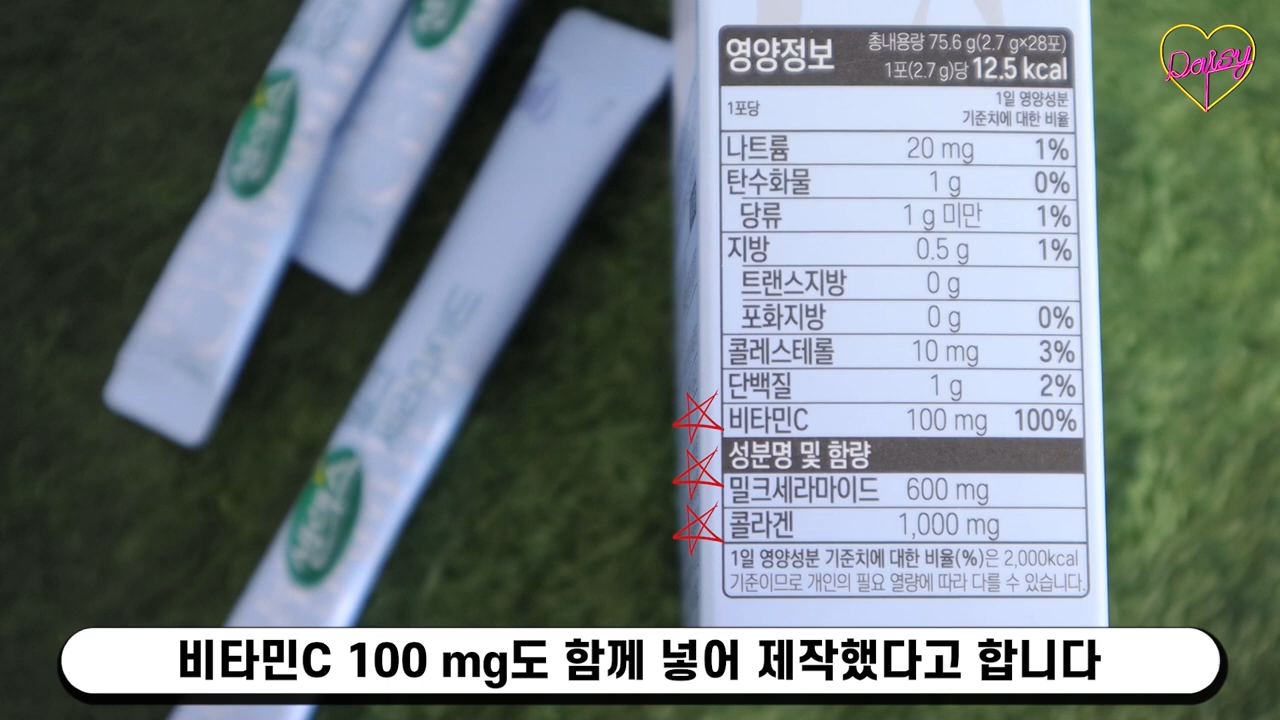 Daisy
영양정보
총내용량 75.6 g(2.7 g×28포)
1포(2.7 g)당 12.5 kcal
1포당
1일 영양성분
기준치에 대한 비율
나트륨 20 mg 1%
탄수화물 1 g 0%
당류 1 g 미만 1%
지방 0.5 g 1%
트랜스지방 0 g
포화지방 0 g 0%
콜레스테롤 10 mg 3%
단백질 1 g 2%
비타민C 100 mg 100%
성분명 및 함량
밀크세라마이드 600 mg
콜라겐 1,000 mg
1일 영양성분 기준치에 대한 비율(%)은 2,000kcal
기준이므로 개인의 필요 열량에 따라 다를 수 있습니다.
비타민C 100 mg도 함께 넣어 제작했다고 합니다